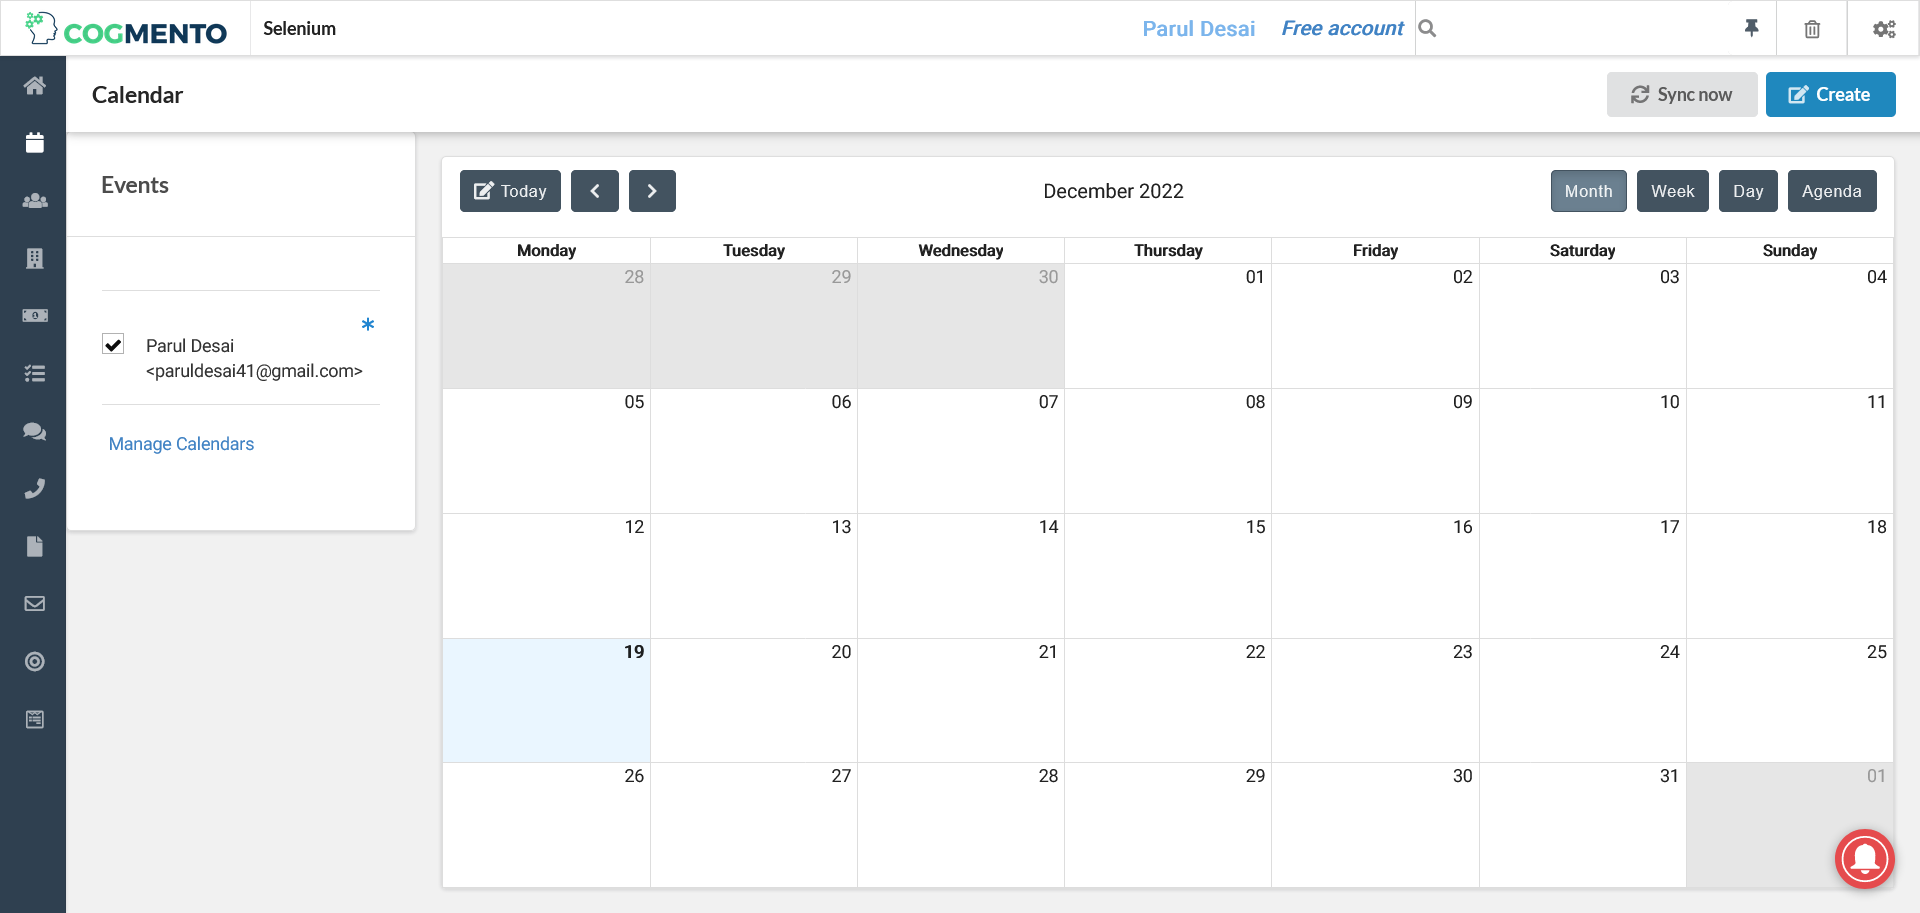 COGMENTO
Selenium
Parul Desai
Free account
Calendar
Sync now
Create
Events
Parul Desai
<paruldesai41@gmail.com>
Manage Calendars
Today
December 2022
Month
Week
Day
Agenda
Monday Tuesday Wednesday Thursday Friday Saturday Sunday
28 29 30 01 02 03 04
05 06 07 08 09 10 11
12 13 14 15 16 17 18
19 20 21 22 23 24 25
26 27 28 29 30 31 01